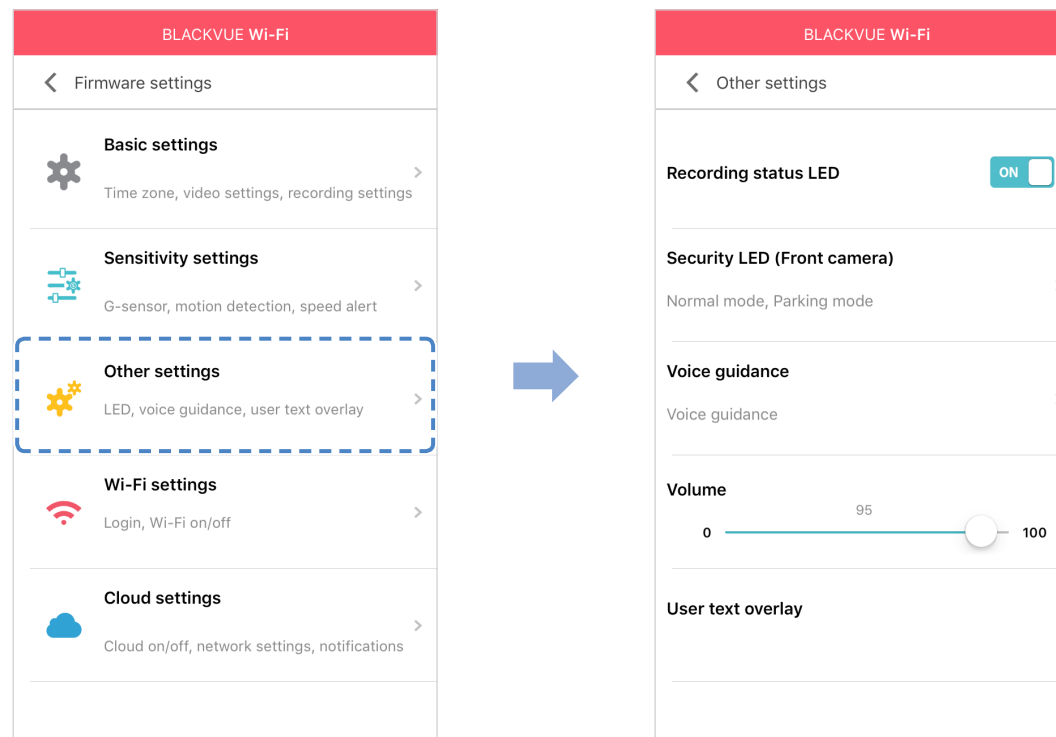 BLACKVUE Wi-Fi
Firmware settings
Basic settings
Time zone, video settings, recording settings
Sensitivity settings
G-sensor, motion detection, speed alert
Other settings
LED, voice guidance, user text overlay
Wi-Fi settings
Login, Wi-Fi on/off
Cloud settings
Cloud on/off, network settings, notifications
BLACKVUE Wi-Fi
Other settings
Recording status LED
ON
Security LED (Front camera)
Normal mode, Parking mode
Voice guidance
Voice guidance
Volume
95
0 100
User text overlay